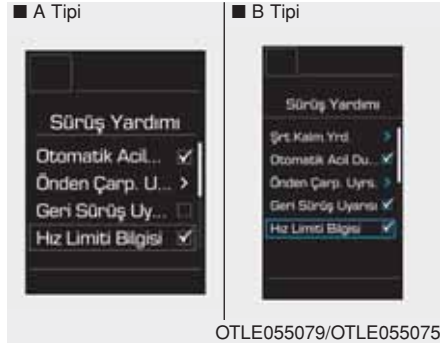 ■ A Tipi
Sürüş Yardımı
Otomatik Acil... ✔
Önden Çarp. U... >
Geri Sürüş Uy... ☐
Hız Limiti Bilgisi ✔
■ B Tipi
Sürüş Yardımı
Şrt.Kalım Yrd. >
Otomatik Acil Du... ✔
Önden Çarp. Uyrs. >
Geri Sürüş Uyarısı ✔
Hız Limiti Bilgisi ✔
OTLE055079/OTLE055075